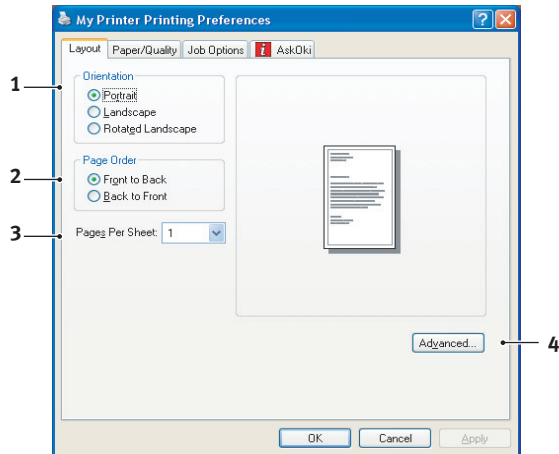 My Printer Printing Preferences
Layout
Paper/Quality
Job Options
i AskOki
1
Orientation
Portrait
Landscape
Rotated Landscape
2
Page Order
Front to Back
Back to Front
3
Pages Per Sheet: 1
Advanced...
4
OK
Cancel
Apply